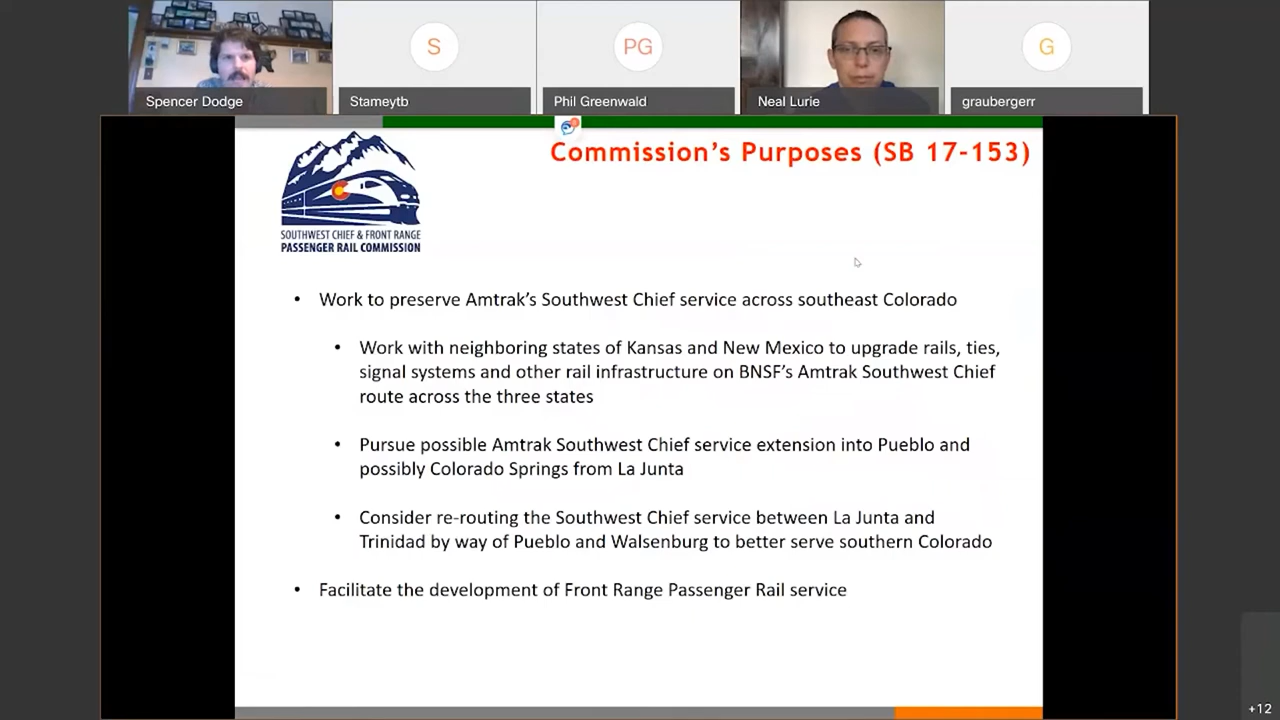 S
PG
G
Spencer Dodge
Stameytb
Phil Greenwald
Neal Lurie
graubergerr
Commission's Purposes (SB 17-153)
SOUTHWEST CHIEF & FRONT RANGE
PASSENGER RAIL COMMISSION
• Work to preserve Amtrak's Southwest Chief service across southeast Colorado
• Work with neighboring states of Kansas and New Mexico to upgrade rails, ties,
signal systems and other rail infrastructure on BNSF's Amtrak Southwest Chief
route across the three states
• Pursue possible Amtrak Southwest Chief service extension into Pueblo and
possibly Colorado Springs from La Junta
• Consider re-routing the Southwest Chief service between La Junta and
Trinidad by way of Pueblo and Walsenburg to better serve southern Colorado
• Facilitate the development of Front Range Passenger Rail service
+12